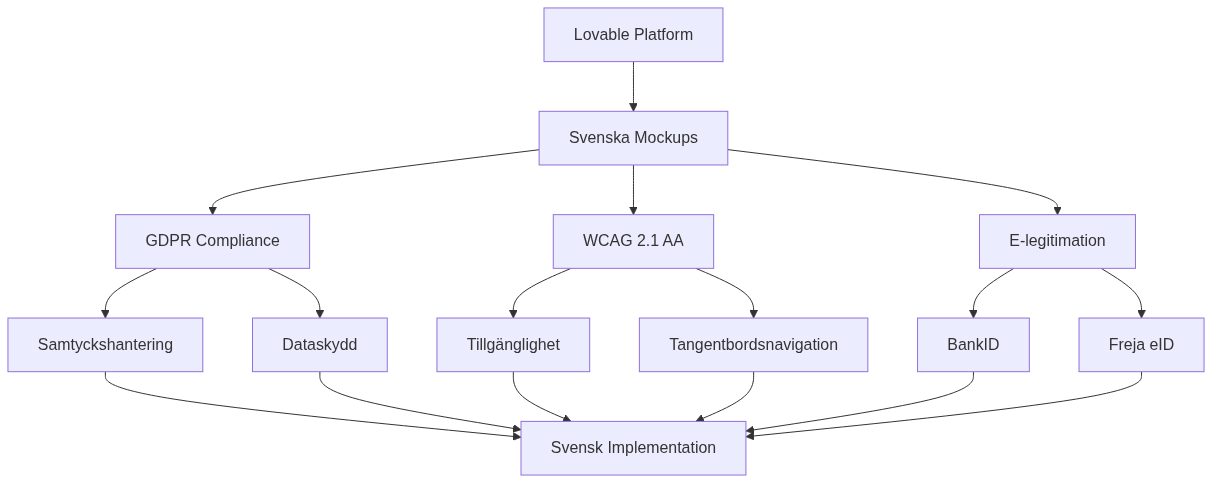 Lovable Platform
Svenska Mockups
GDPR Compliance
WCAG 2.1 AA
E-legitimation
Samtyckshantering
Dataskydd
Tillgänglighet
Tangentbordsnavigation
BankID
Freja eID
Svensk Implementation